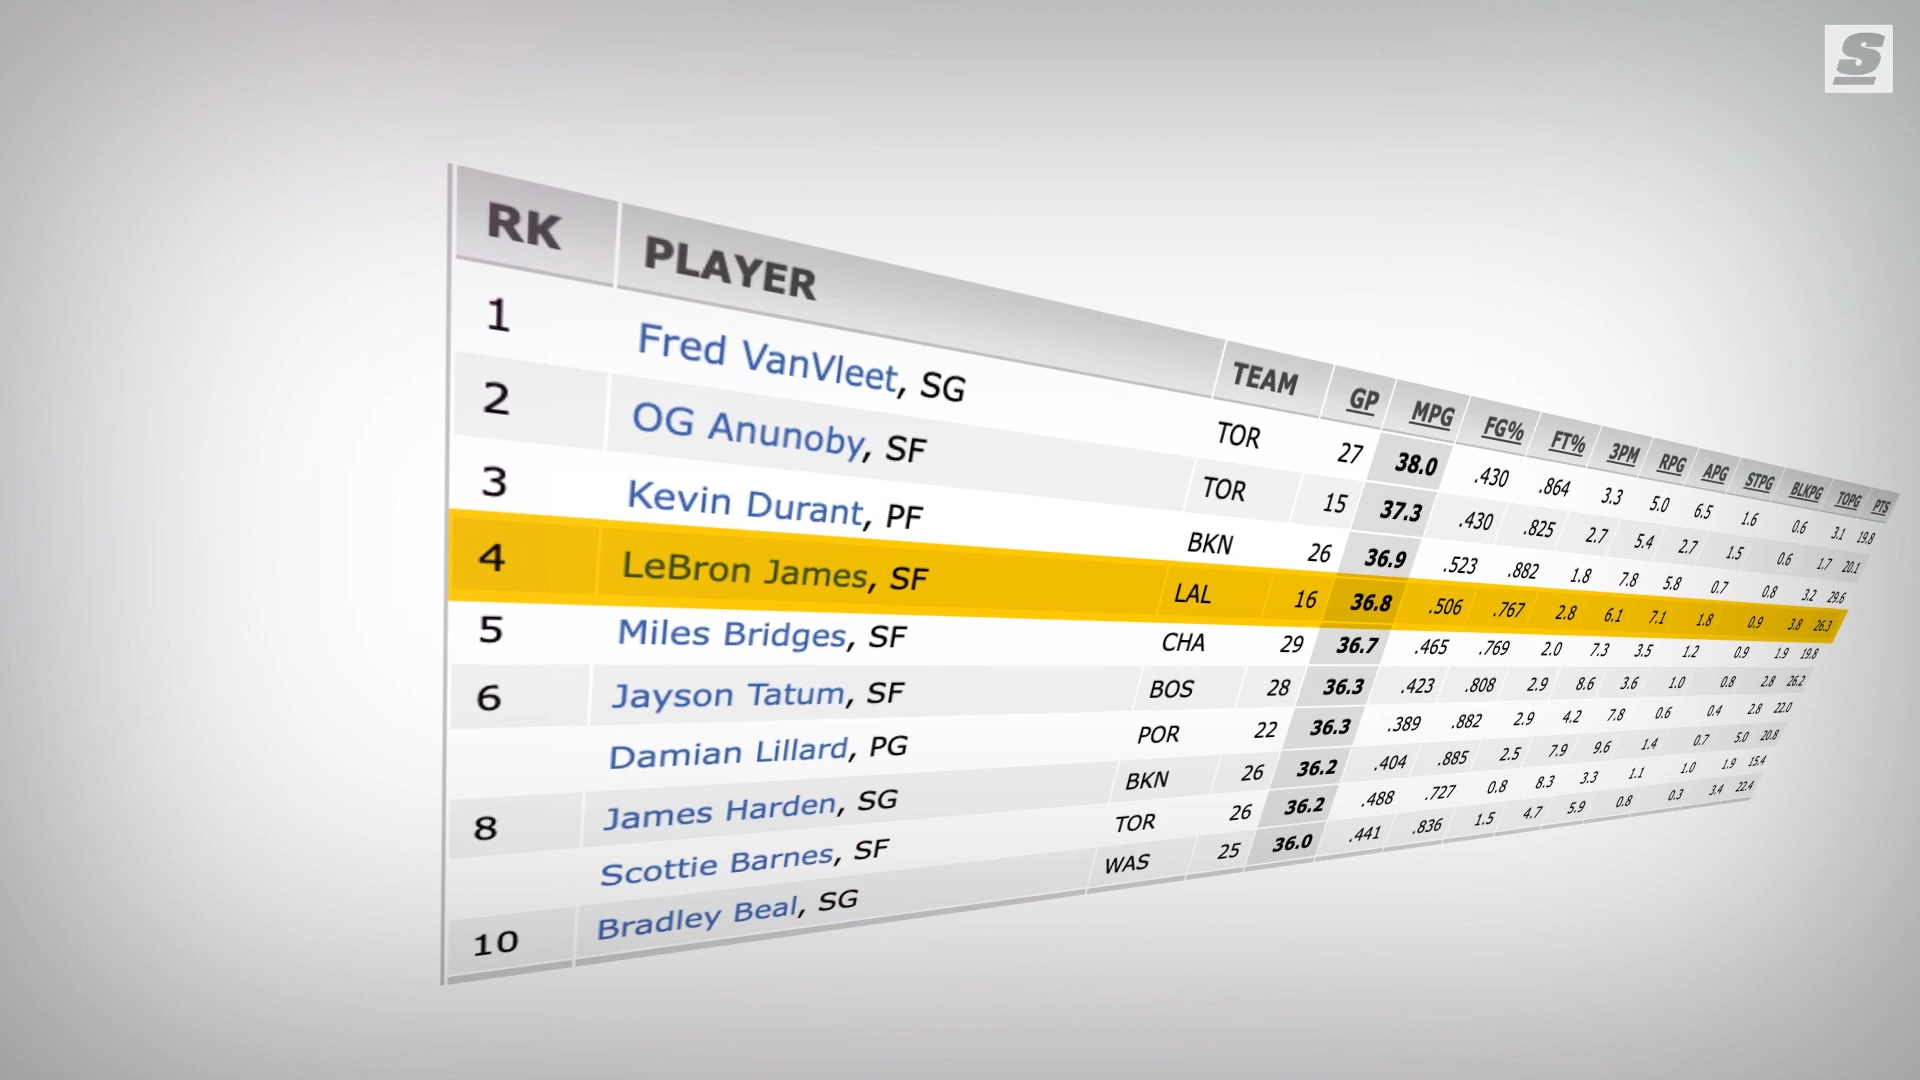 S
RK PLAYER TEAM GP MPG FG% FT% 3PM RPG APG STPG BLKPG TOPG PTS
1 Fred VanVleet, SG TOR 27 38.0 .430 .864 3.3 5.0 6.5 1.6 0.6 3.1 19.8
2 OG Anunoby, SF TOR 15 37.3 .430 .825 2.7 5.4 2.7 1.5 0.6 1.7 20.1
3 Kevin Durant, PF BKN 26 36.9 .523 .882 1.8 7.8 5.8 0.7 0.8 3.2 29.6
4 LeBron James, SF LAL 16 36.8 .506 .767 2.8 6.1 7.1 1.8 0.9 3.8 26.3
5 Miles Bridges, SF CHA 29 36.7 .465 .769 2.0 7.3 3.5 1.2 0.9 1.9 19.8
6 Jayson Tatum, SF BOS 28 36.3 .423 .808 2.9 8.6 3.6 1.0 0.8 2.8 26.2
Damian Lillard, PG POR 22 36.3 .389 .882 2.9 4.2 7.8 0.6 0.4 2.8 22.0
8 James Harden, SG BKN 26 36.2 .404 .885 2.5 7.9 9.6 1.4 0.7 5.0 20.8
Scottie Barnes, SF TOR 26 36.2 .488 .727 0.8 8.3 3.3 1.1 1.0 1.9 15.4
10 Bradley Beal, SG WAS 25 36.0 .441 .836 1.5 4.7 5.9 0.8 0.3 3.4 22.4